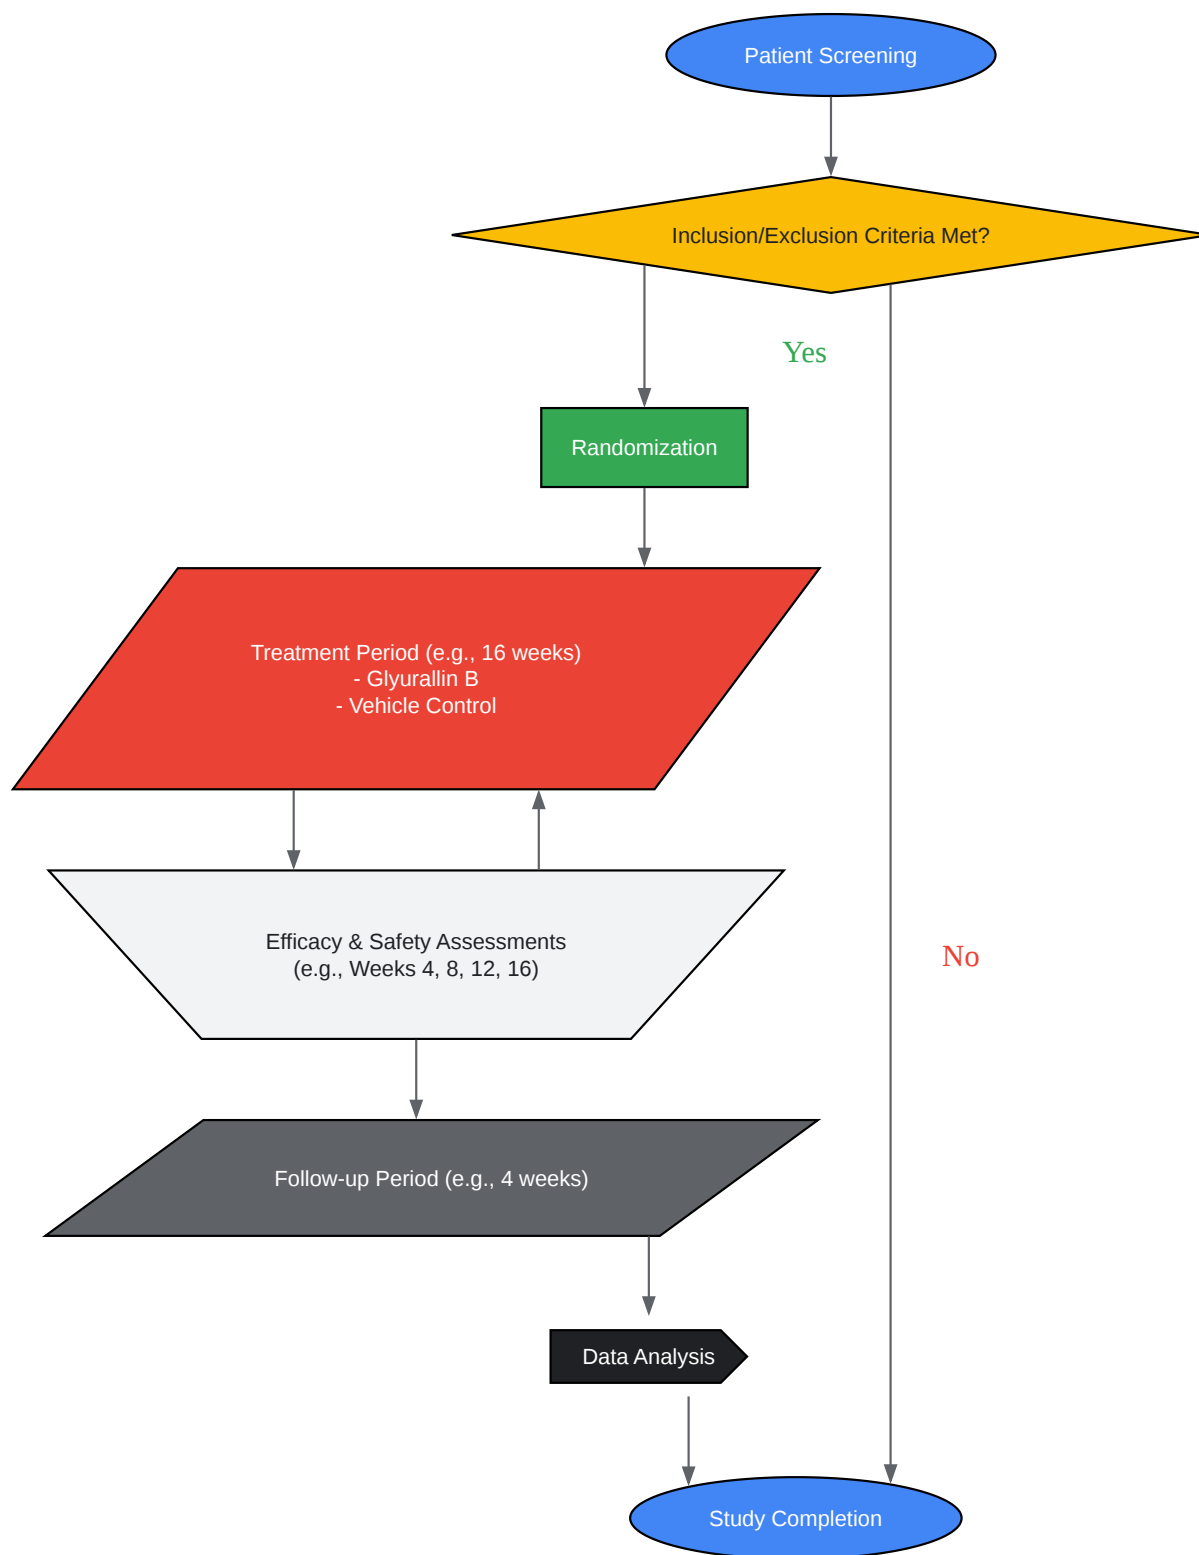 Patient Screening
Inclusion/Exclusion Criteria Met?
Yes
Randomization
Treatment Period (e.g., 16 weeks)
- Glyurallin B
- Vehicle Control
Efficacy & Safety Assessments
(e.g., Weeks 4, 8, 12, 16)
No
Follow-up Period (e.g., 4 weeks)
Data Analysis
Study Completion